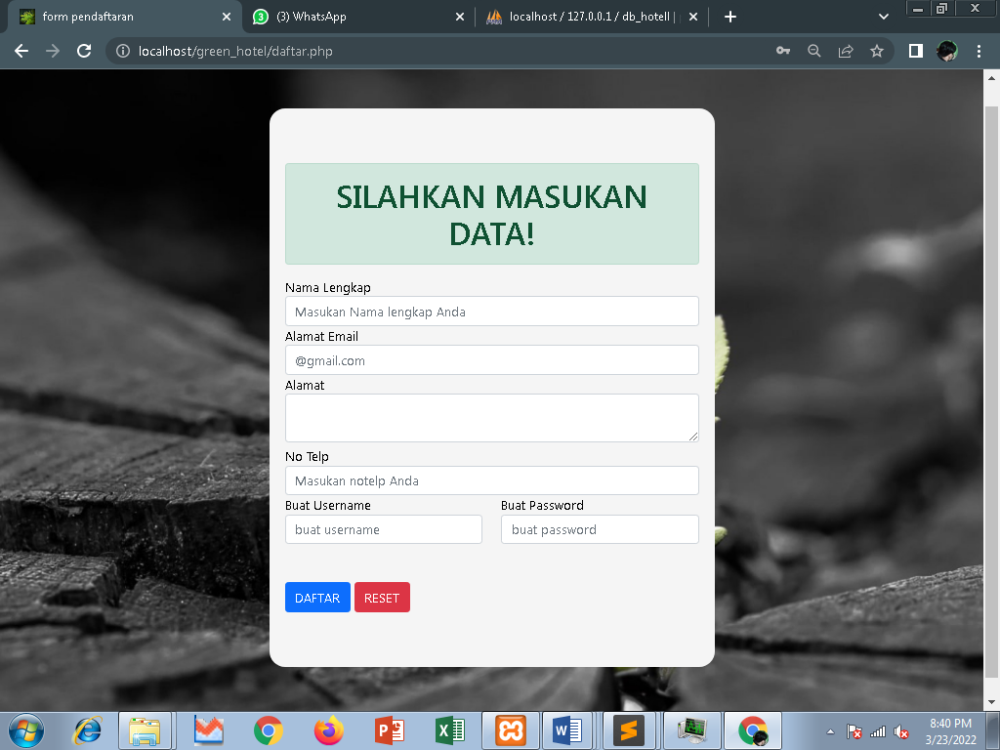 form pendaftaran
3
(3) WhatsApp
localhost / 127.0.0.1 / db_hotell |
localhost/green_hotel/daftar.php
SILAHKAN MASUKAN
DATA!
Nama Lengkap
Masukan Nama lengkap Anda
Alamat Email
@gmail.com
Alamat
No Telp
Masukan notelp Anda
Buat Username
Buat Password
buat username
buat password
DAFTAR
RESET
8:40 PM
3/23/2022